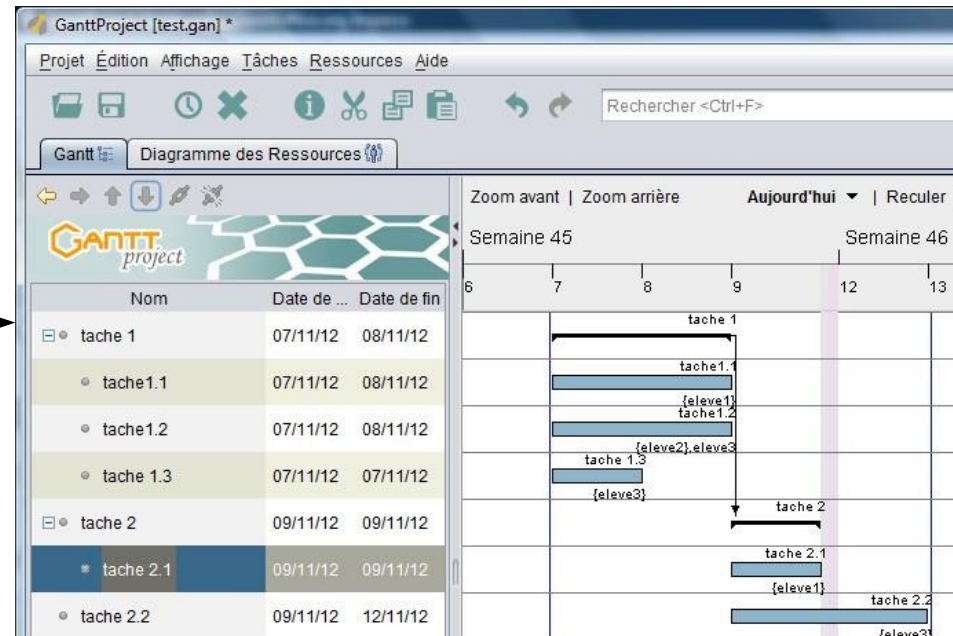 GanttProject [test.gan] *
Projet Édition Affichage Tâches Ressources Aide
Rechercher <Ctrl+F>
Gantt Diagramme des Ressources
Zoom avant | Zoom arrière Aujourd'hui | Reculer
GANTT project
Semaine 45 Semaine 46
6 7 8 9 12 13
Nom Date de ... Date de fin
tache 1 07/11/12 08/11/12
tache 1
tache1.1 07/11/12 08/11/12
tache1.1
{eleve1}
tache1.2 07/11/12 08/11/12
tache1.2
{eleve2},eleve3
tache 1.3 07/11/12 07/11/12
tache 1.3
{eleve3}
tache 2 09/11/12 09/11/12
tache 2
tache 2.1 09/11/12 09/11/12
tache 2.1
{eleve1}
tache 2.2 09/11/12 12/11/12
tache 2.2
{eleve3}